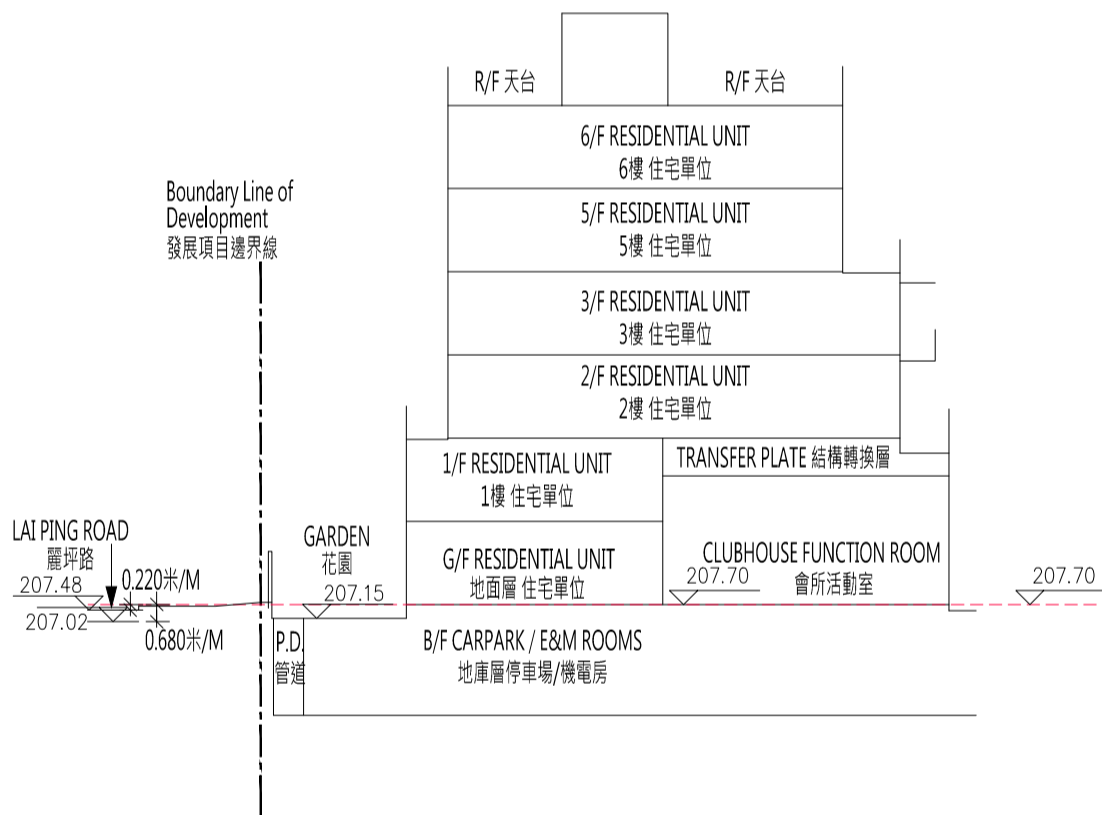 R/F 天台
R/F 天台
6/F RESIDENTIAL UNIT
6樓 住宅單位
Boundary Line of
Development
發展項目邊界線
5/F RESIDENTIAL UNIT
5樓 住宅單位
3/F RESIDENTIAL UNIT
3樓 住宅單位
2/F RESIDENTIAL UNIT
2樓 住宅單位
1/F RESIDENTIAL UNIT
1樓 住宅單位
TRANSFER PLATE 結構轉換層
LAI PING ROAD
麗坪路
GARDEN
花園
G/F RESIDENTIAL UNIT
地面層 住宅單位
CLUBHOUSE FUNCTION ROOM
會所活動室
207.48
0.220米/M
207.15
207.70
207.70
207.02
0.680米/M
P.D.
管道
B/F CARPARK / E&M ROOMS
地庫層停車場/機電房